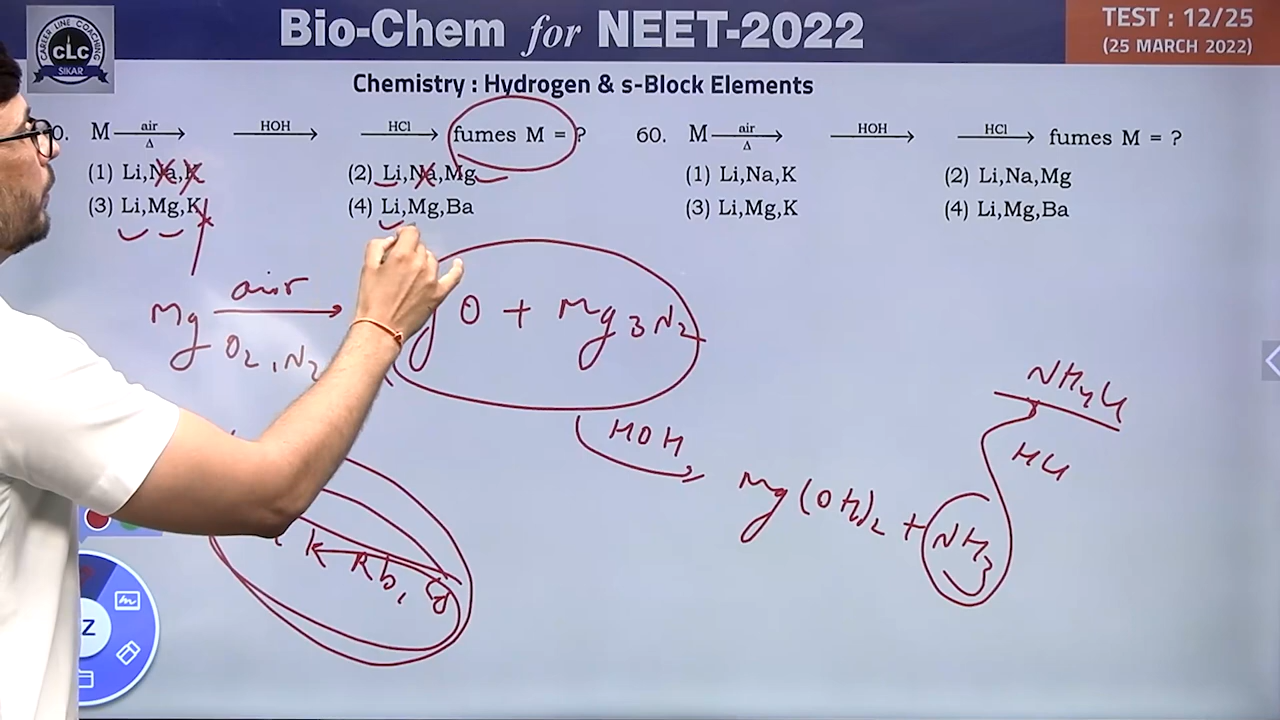 Bio-Chem for NEET-2022
TEST : 12/25
(25 MARCH 2022)
CAREER LINE COACHING
CLC
SIKAR
Chemistry : Hydrogen & s-Block Elements
0. M air Δ HOH HCl fumes M = ?
(1) Li,Na,K (2) Li,Na,Mg
(3) Li,Mg,K (4) Li,Mg,Ba
60. M air Δ HOH HCl fumes M = ?
(1) Li,Na,K (2) Li,Na,Mg
(3) Li,Mg,K (4) Li,Mg,Ba
Mg air O2, N2 gO + Mg3N2
HOH
Mg(OH)2 + NH3
HCl
NH4Cl
K Rb,
Z